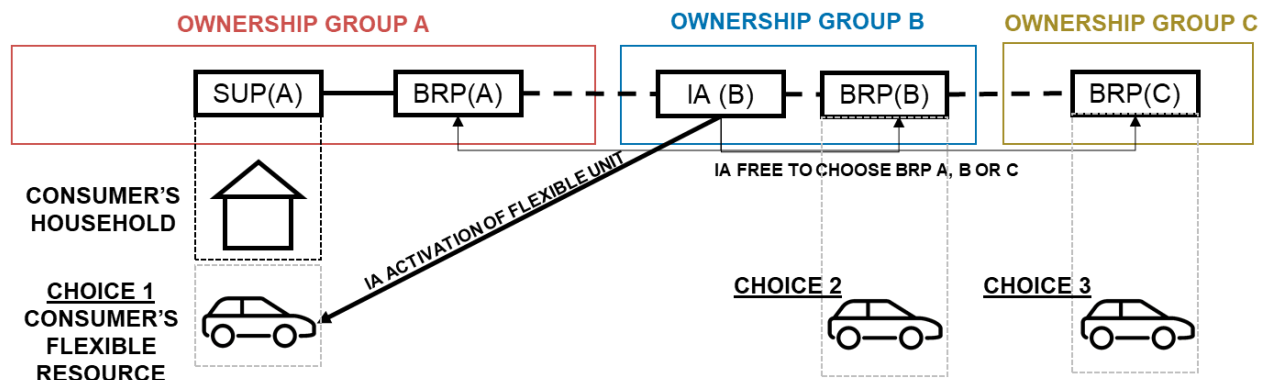 OWNERSHIP GROUP A
OWNERSHIP GROUP B
OWNERSHIP GROUP C
SUP(A)
BRP(A)
IA (B)
BRP(B)
BRP(C)
IA FREE TO CHOOSE BRP A, B OR C
IA ACTIVATION OF FLEXIBLE UNIT
CONSUMER'S
HOUSEHOLD
CHOICE 1
CONSUMER'S
FLEXIBLE
RESOURCE
CHOICE 2
CHOICE 3